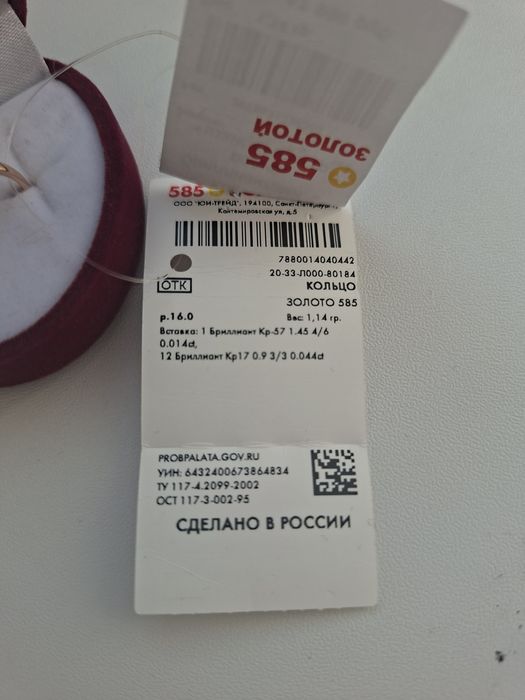 585
ЗОЛОТОЙ
585
ООО "ЮИ-ТРЕЙД", 194100, Санкт-Петербург г,
Кантемировская ул, д.5
7880014040442
20-33-Л000-80184
ОТК
КОЛЬЦО
ЗОЛОТО 585
р.16.0
Вес: 1,14 гр.
Вставка: 1 Бриллиант Кр-57 1.45 4/6
0.014ct,
12 Бриллиант Кр17 0.9 3/3 0.044ct
PROBPALATA.GOV.RU
УИН: 6432400673864834
ТУ 117-4.2099-2002
ОСТ 117-3-002-95
СДЕЛАНО В РОССИИ